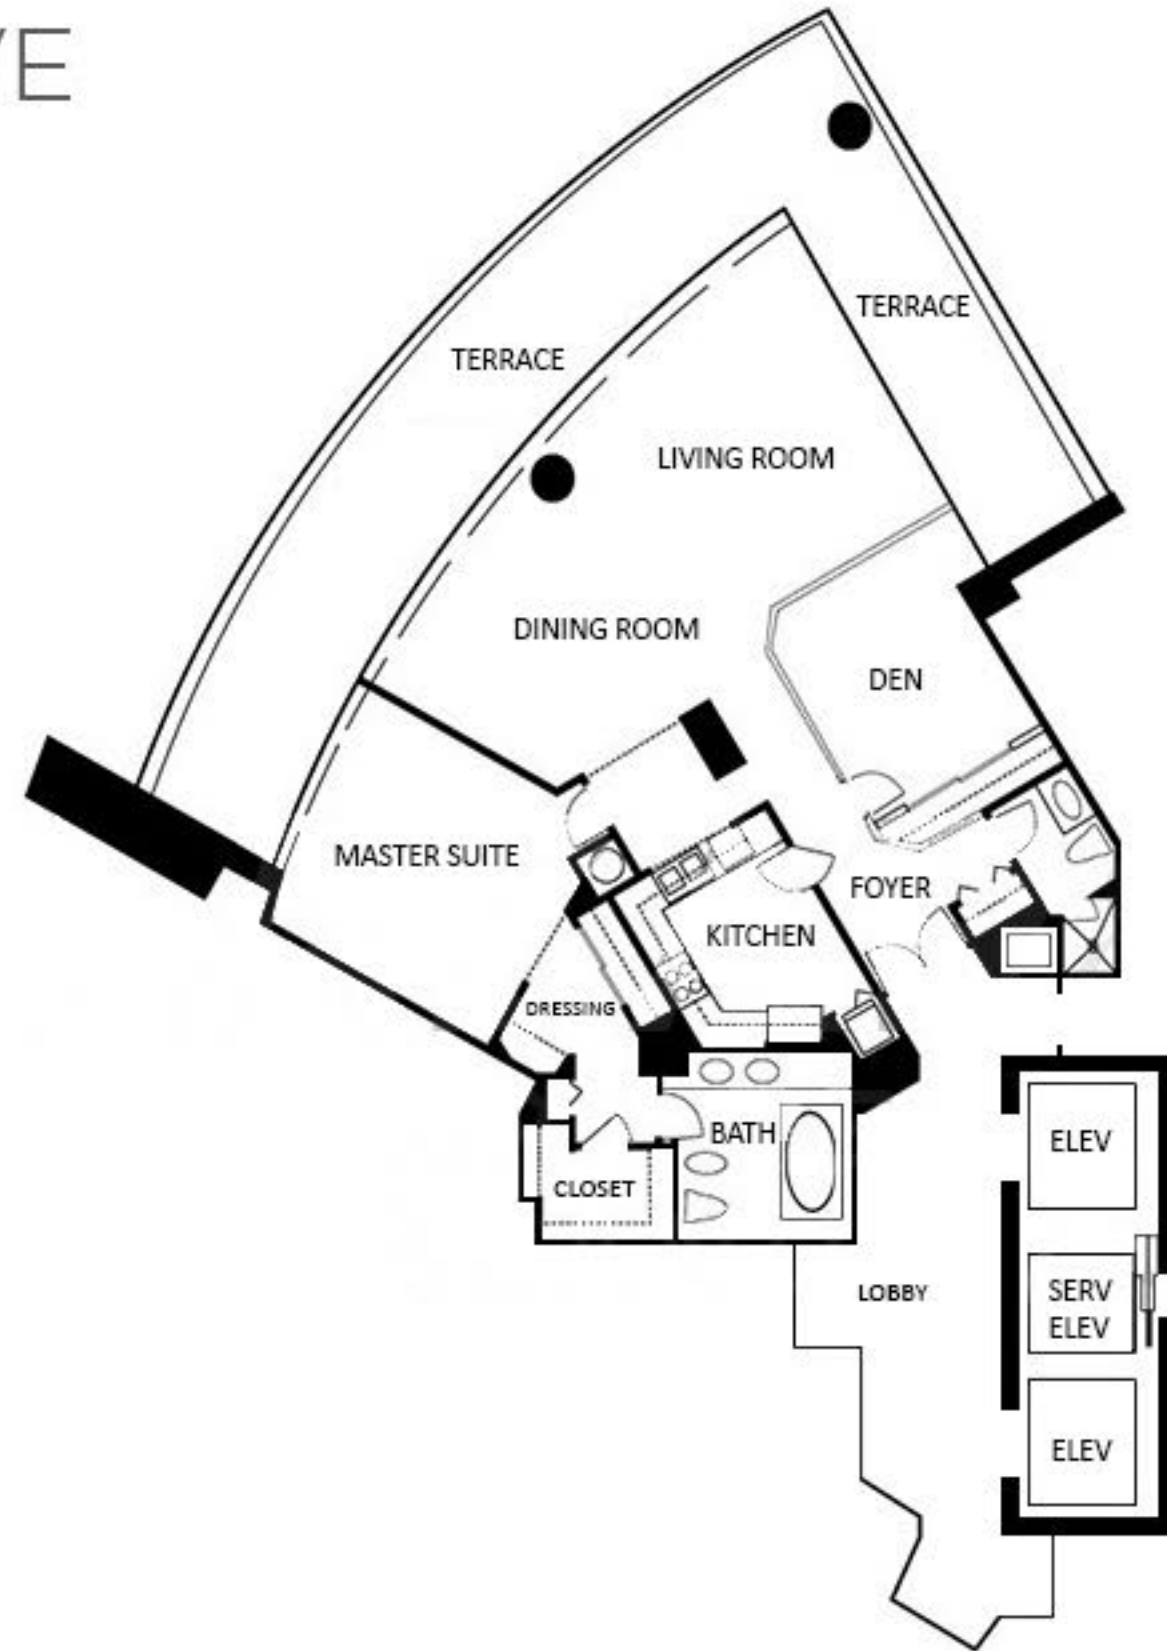 VE
TERRACE
TERRACE
LIVING ROOM
DINING ROOM
DEN
MASTER SUITE
FOYER
KITCHEN
DRESSING
BATH
ELEV
CLOSET
LOBBY
SERV
ELEV
ELEV